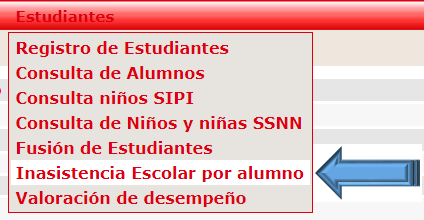 Estudiantes
Registro de Estudiantes
Consulta de Alumnos
Consulta niños SIPI
Consulta de Niños y niñas SSNN
Fusión de Estudiantes
Inasistencia Escolar por alumno
Valoración de desempeño